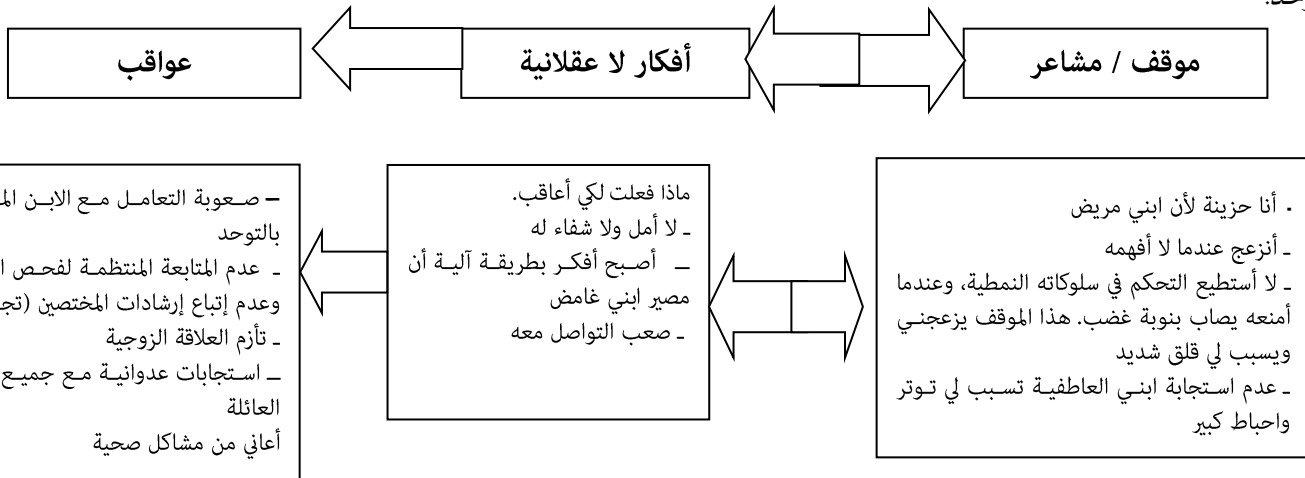 موقف / مشاعر
أفكار لا عقلانية
عواقب
. أنا حزينة لأن ابني مريض
ـ أنزعج عندما لا أفهمه
ـ لا أستطيع التحكم في سلوكاته النمطية، وعندما
أمنعه يصاب بنوبة غضب. هذا الموقف يزعجني
ويسبب لي قلق شديد
ـ عدم استجابة ابني العاطفية تسبب لي توتر
واحباط كبير
ماذا فعلت لكي أعاقب.
ـ لا أمل ولا شفاء له
ـ أصبح أفكر بطريقة آلية أن
مصير ابني غامض
ـ صعب التواصل معه
– صعوبة التعامل مع الابن
بالتوحد
ـ عدم المتابعة المنتظمة لفحص
وعدم إتباع إرشادات المختصين
ـ تأزم العلاقة الزوجية
ـ استجابات عدوانية مع جميع
العائلة
أعاني من مشاكل صحية